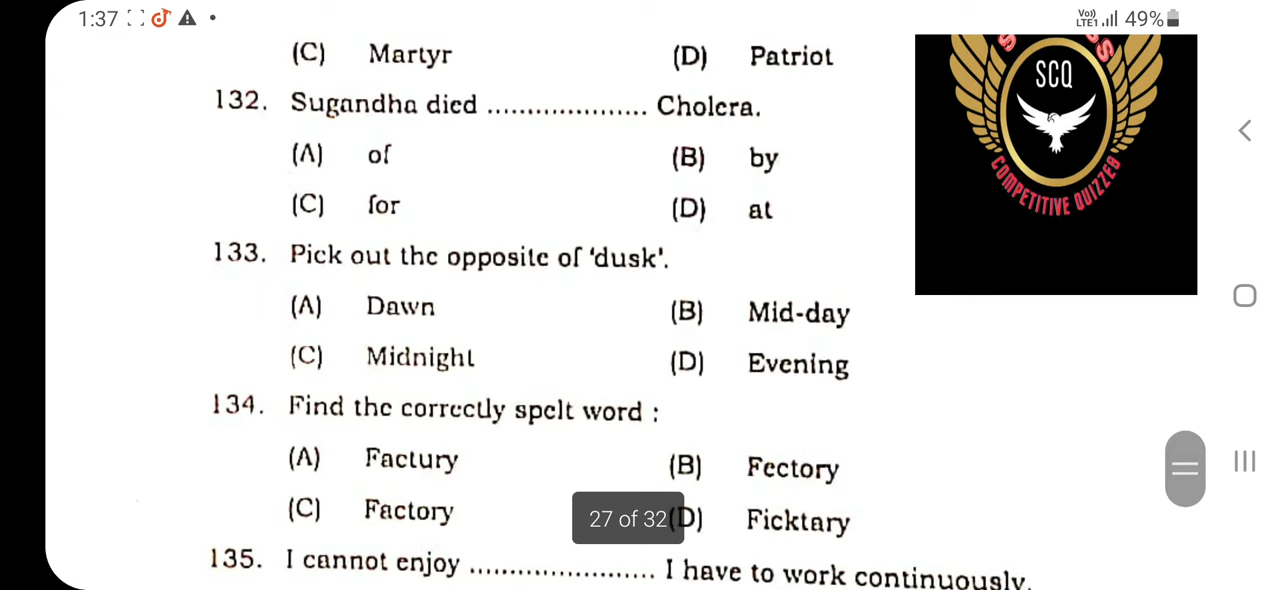 1:37
Vo))
LTE1
49%
(C) Martyr (D) Patriot
132. Sugandha died .................... Cholera.
(A) of (B) by
(C) for (D) at
133. Pick out the opposite of 'dusk'.
(A) Dawn (B) Mid-day
(C) Midnight (D) Evening
134. Find the correctly spelt word :
(A) Factury (B) Fectory
(C) Factory (D) Ficktary
27 of 32
135. I cannot enjoy ....................... I have to work continuously.
SCQ
COMPETITIVE QUIZZES